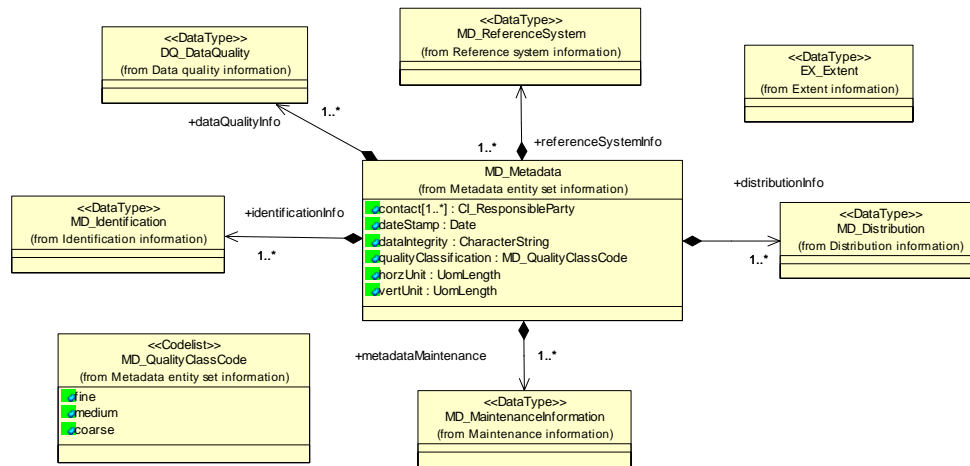 <<DataType>>
DQ_DataQuality
(from Data quality information)
<<DataType>>
MD_ReferenceSystem
(from Reference system information)
<<DataType>>
EX_Extent
(from Extent information)
1..*
+dataQualityInfo
1..*
+referenceSystemInfo
MD_Metadata
(from Metadata entity set information)
contact[1..*] : CI_ResponsibleParty
dateStamp : Date
dataIntegrity : CharacterString
qualityClassification : MD_QualityClassCode
horzUnit : UomLength
vertUnit : UomLength
+distributionInfo
<<DataType>>
MD_Identification
(from Identification information)
+identificationInfo
1..*
<<DataType>>
MD_Distribution
(from Distribution information)
1..*
<<Codelist>>
MD_QualityClassCode
(from Metadata entity set information)
fine
medium
coarse
+metadataMaintenance
1..*
<<DataType>>
MD_MaintenanceInformation
(from Maintenance information)